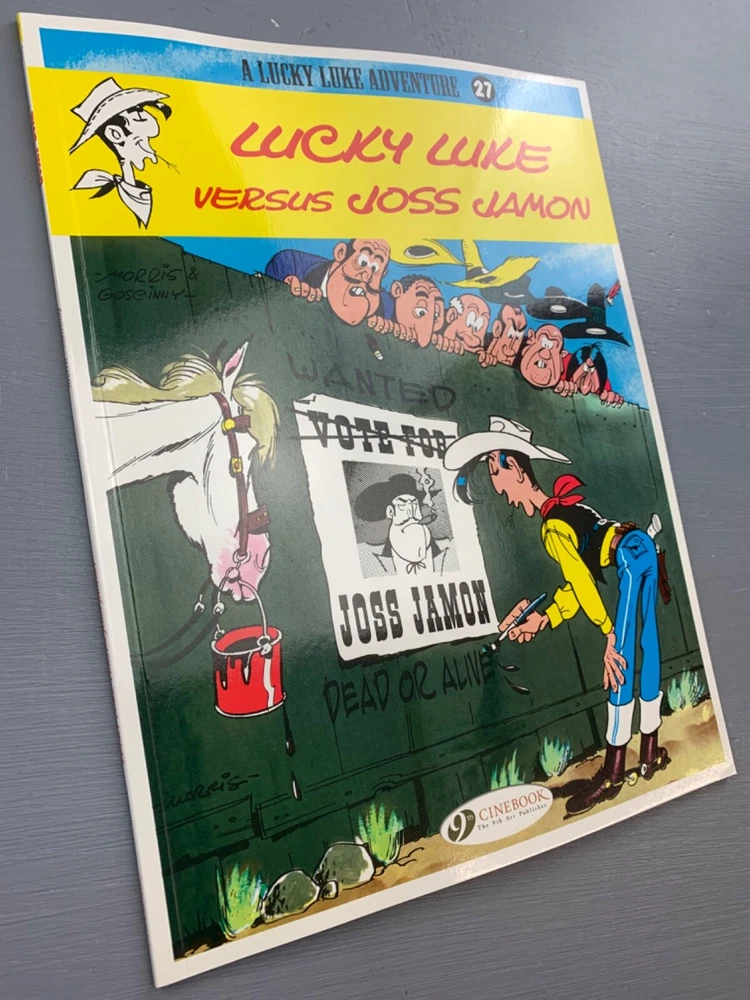 A LUCKY LUKE ADVENTURE 27
LUCKY LUKE
VERSUS JOSS JAMON
-MORRIS &
GOSCINNY-
WANTED
VOTE FOR
JOSS JAMON
DEAD OR ALIVE
-MORRIS-
9th CINEBOOK
The 9th Art Publisher